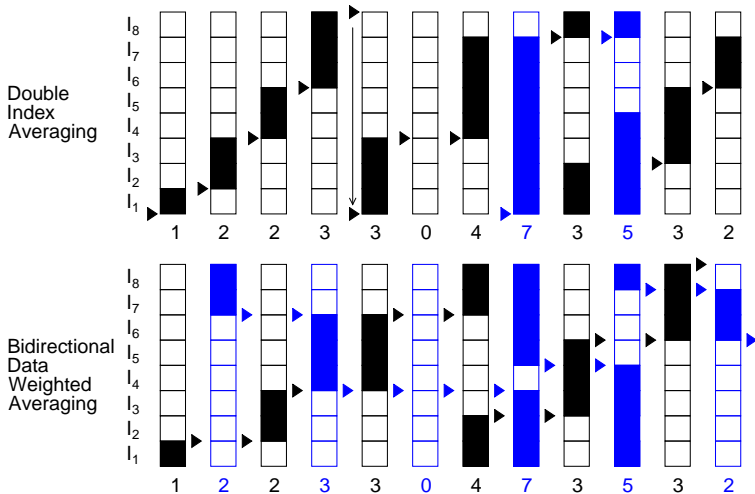 I8
I7
I6
I5
I4
I3
I2
I1
Double
Index
Averaging
1 2 2 3 3 0 4 7 3 5 3 2
I8
I7
I6
I5
I4
I3
I2
I1
Bidirectional
Data
Weighted
Averaging
1 2 2 3 3 0 4 7 3 5 3 2